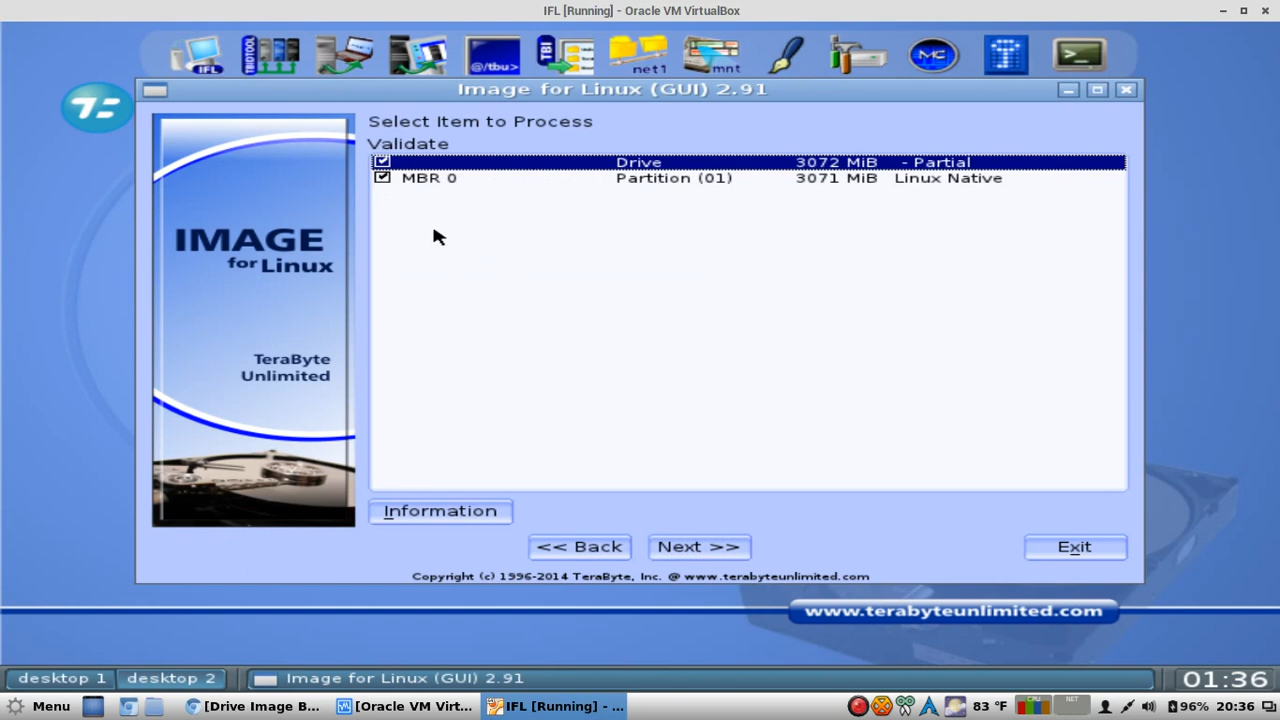 IFL [Running] - Oracle VM VirtualBox
IFL
TBIDTOOL
@/tbu>
TBI
net1
mnt
MC
Image for Linux (GUI) 2.91
Select Item to Process
Validate
Drive 3072 MiB - Partial
MBR 0 Partition (01) 3071 MiB Linux Native
IMAGE
for Linux
TeraByte
Unlimited
Information
<< Back Next >> Exit
Copyright (c) 1996-2014 TeraByte, Inc. @ www.terabyteunlimited.com
www.terabyteunlimited.com
desktop 1 desktop 2 Image for Linux (GUI) 2.91 01:36
Menu [Drive Image B... [Oracle VM Virt... IFL [Running] - ... CPU NET 83 °F 96% 20:36